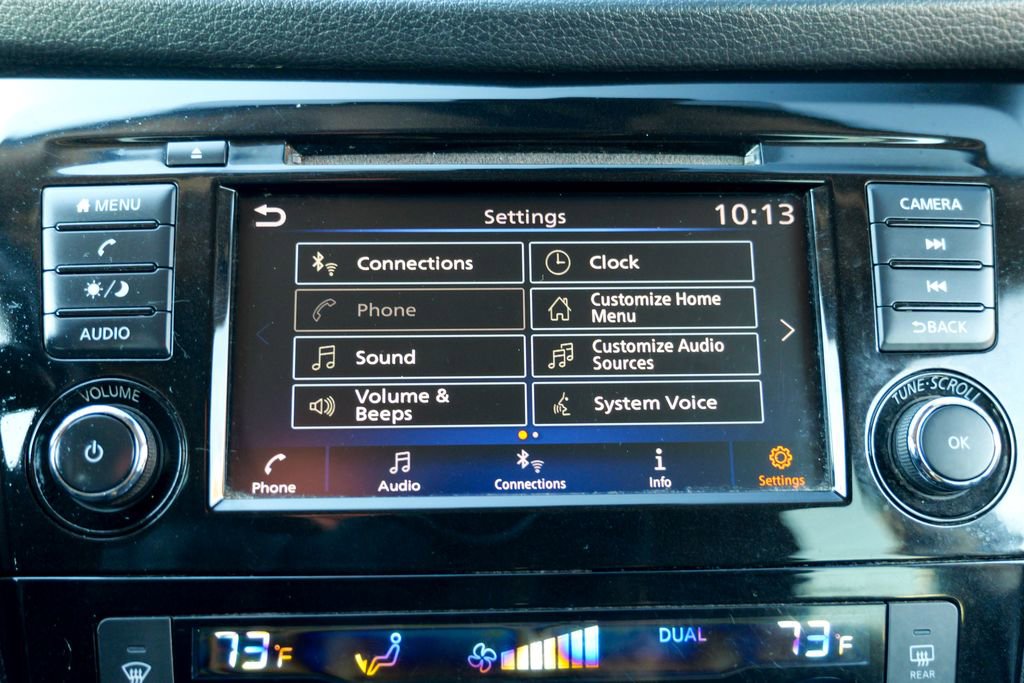 MENU
AUDIO
VOLUME
Settings
10:13
Connections
Clock
Phone
Customize Home
Menu
Sound
Customize Audio
Sources
Volume &
Beeps
System Voice
Phone
Audio
Connections
i
Info
Settings
CAMERA
BACK
TUNE·SCROLL
OK
73°F
DUAL
73°F
REAR